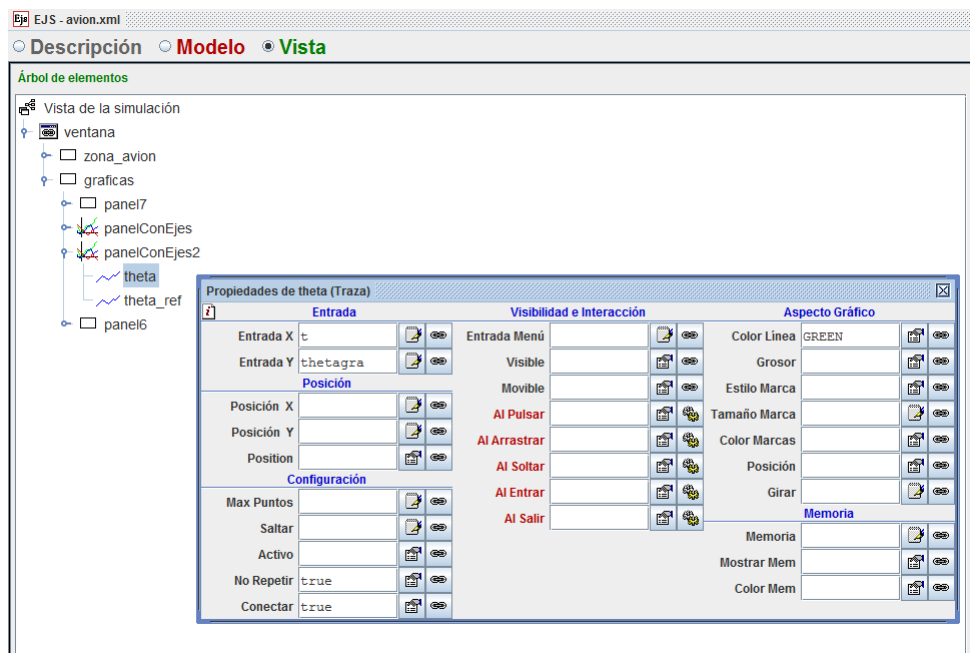 EJS - avion.xml
Descripción Modelo Vista
Árbol de elementos
Vista de la simulación
ventana
zona_avion
graficas
panel7
panelConEjes
panelConEjes2
theta
theta_ref
panel6
Propiedades de theta (Traza)
Entrada Visibilidad e Interacción Aspecto Gráfico
Entrada X t Entrada Menú Color Línea GREEN
Entrada Y thetagra Visible Grosor
Posición Movible Estilo Marca
Posición X Al Pulsar Tamaño Marca
Posición Y Al Arrastrar Color Marcas
Position Al Soltar Posición
Configuración Al Entrar Girar
Max Puntos Al Salir Memoria
Saltar Memoria
Activo Mostrar Mem
No Repetir true Color Mem
Conectar true